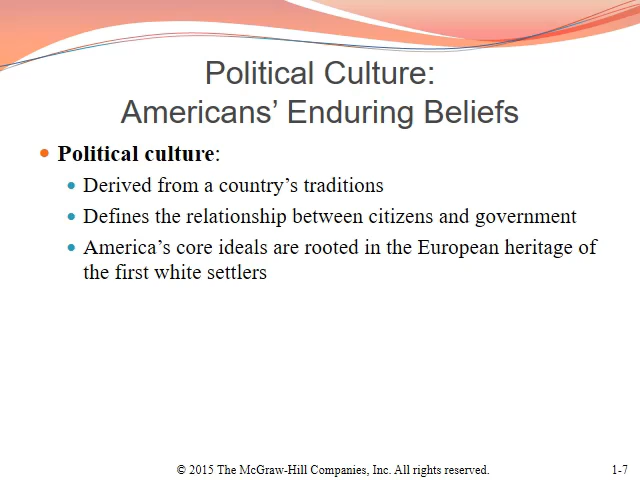 Political Culture:
Americans’ Enduring Beliefs
Political culture:
Derived from a country’s traditions
Defines the relationship between citizens and government
America’s core ideals are rooted in the European heritage of
the first white settlers
© 2015 The McGraw-Hill Companies, Inc. All rights reserved.
1-7